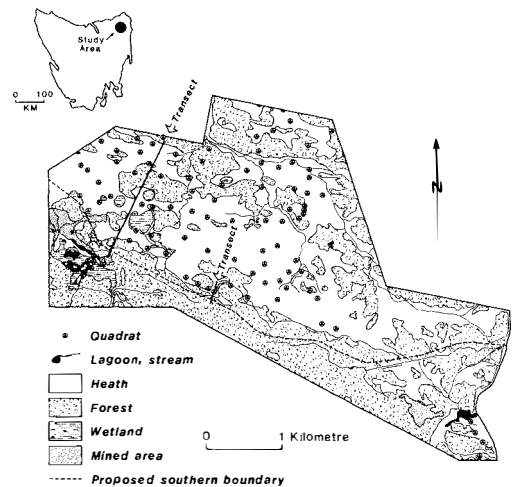 Study
Area
0 100
KM
Transect
N
Transect
Quadrat
Lagoon, stream
Heath
Forest
Wetland
Mined area
Proposed southern boundary
0 1 Kilometre